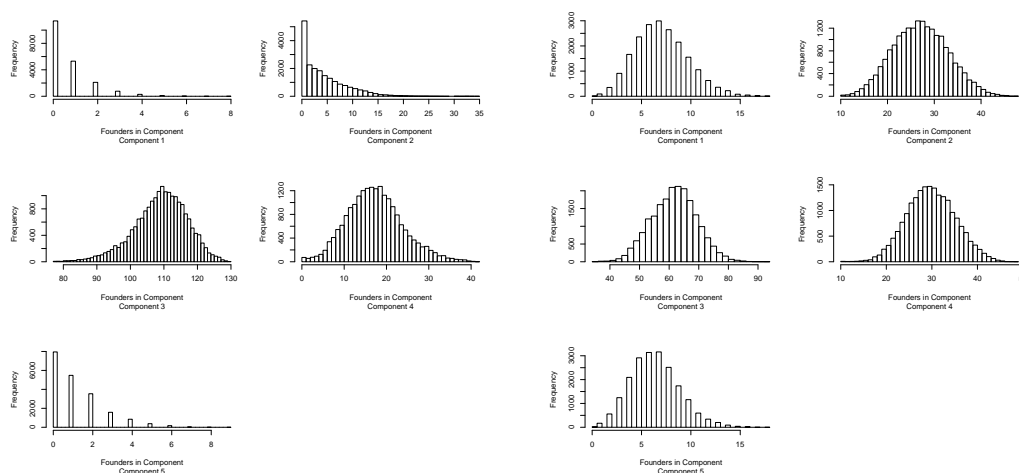 Frequency
0 4000 8000
0 2 4 6 8
Founders in Component
Component 1
Frequency
0 2000 4000
0 5 10 15 20 25 30 35
Founders in Component
Component 2
Frequency
0 1000 2000 3000
0 5 10 15
Founders in Component
Component 1
Frequency
0 400 800 1200
10 20 30 40
Founders in Component
Component 2
Frequency
0 400 800
80 90 100 110 120 130
Founders in Component
Component 3
Frequency
0 400 800 1200
0 10 20 30 40
Founders in Component
Component 4
Frequency
0 500 1500
40 50 60 70 80 90
Founders in Component
Component 3
Frequency
0 500 1000 1500
10 20 30 40
Founders in Component
Component 4
Frequency
0 2000 6000
0 2 4 6 8
Founders in Component
Component 5
Frequency
0 1000 2000 3000
0 5 10 15
Founders in Component
Component 5